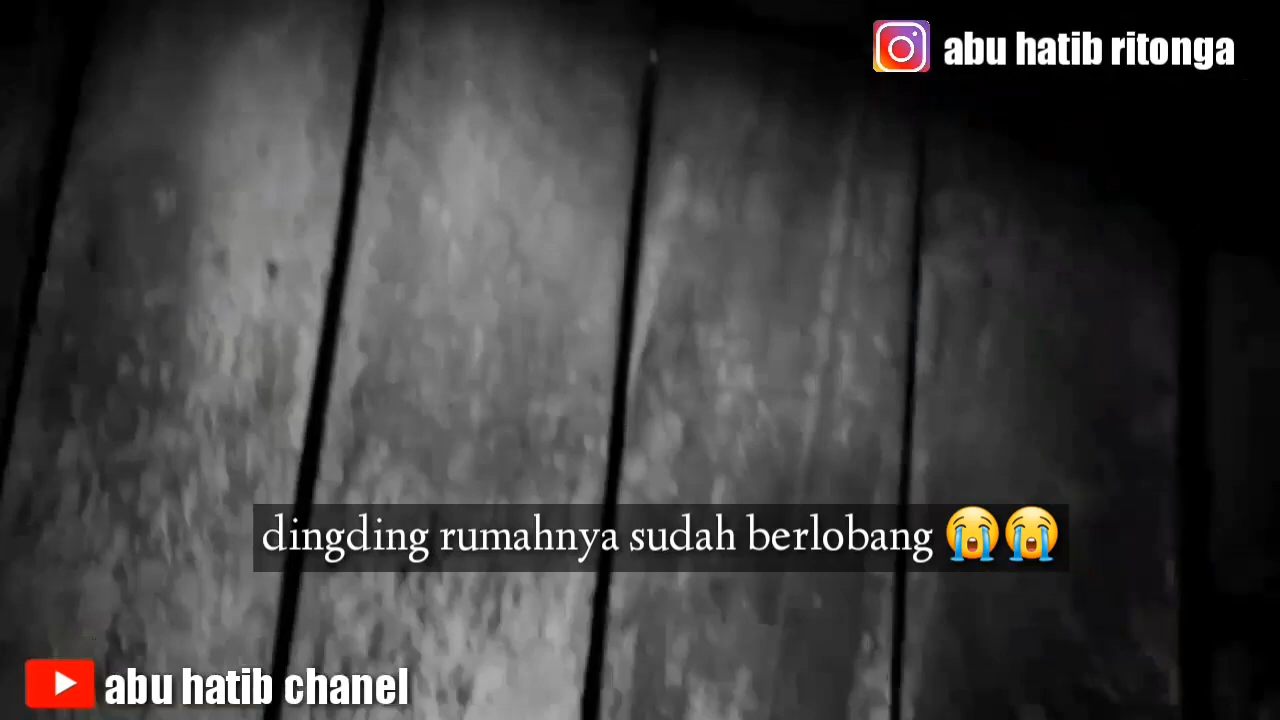 abu hatib ritonga
dingding rumahnya sudah berlobang 😭😭
abu hatib chanel